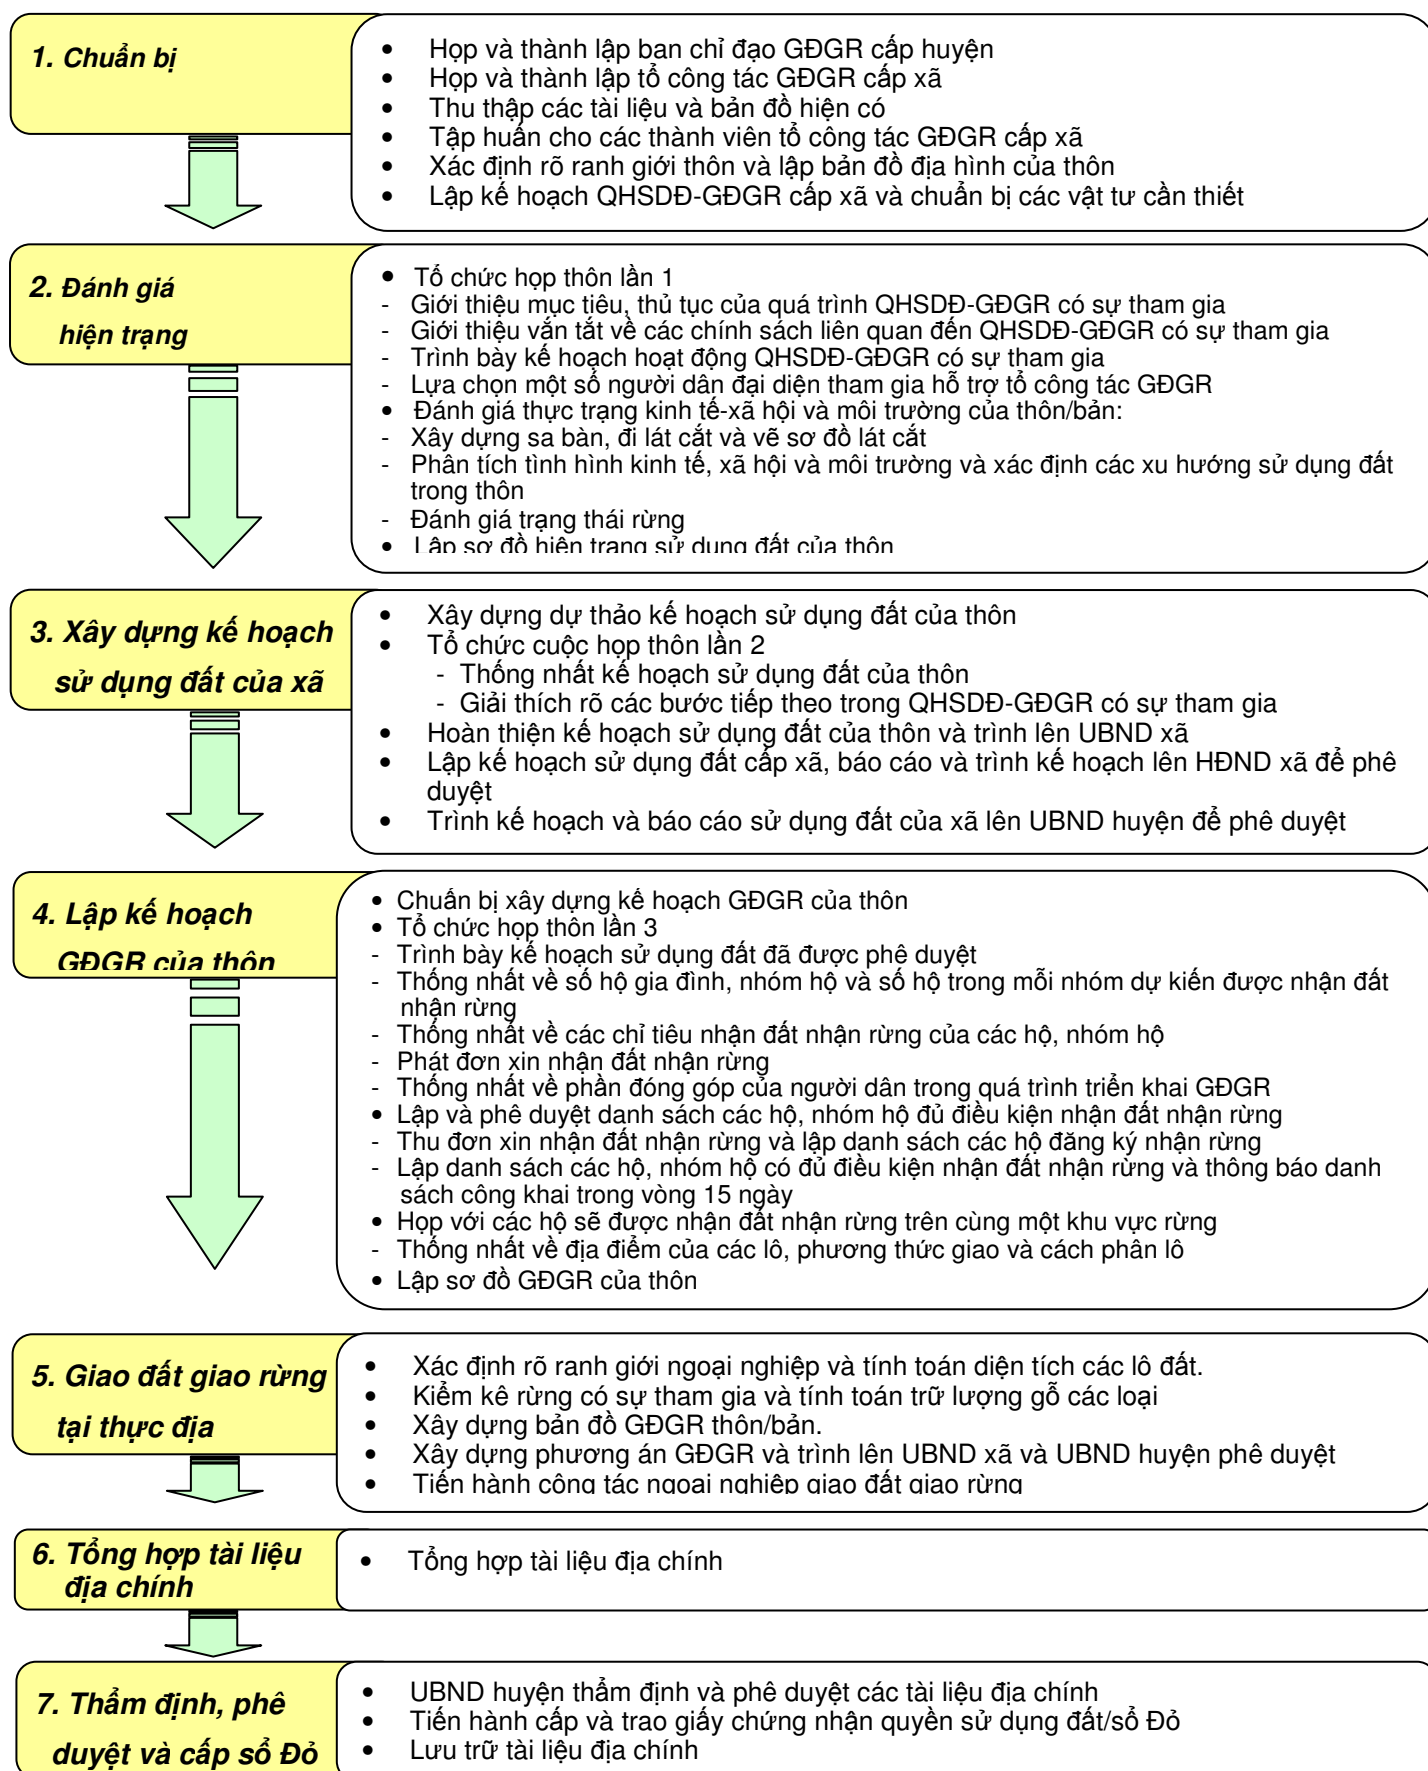 1. Chuẩn bị
• Họp và thành lập ban chỉ đạo GĐGR cấp huyện
• Họp và thành lập tổ công tác GĐGR cấp xã
• Thu thập các tài liệu và bản đồ hiện có
• Tập huấn cho các thành viên tổ công tác GĐGR cấp xã
• Xác định rõ ranh giới thôn và lập bản đồ địa hình của thôn
• Lập kế hoạch QHSDĐ-GĐGR cấp xã và chuẩn bị các vật tư cần thiết
2. Đánh giá
hiện trạng
• Tổ chức họp thôn lần 1
- Giới thiệu mục tiêu, thủ tục của quá trình QHSDĐ-GĐGR có sự tham gia
- Giới thiệu vắn tắt về các chính sách liên quan đến QHSDĐ-GĐGR có sự tham gia
- Trình bày kế hoạch hoạt động QHSDĐ-GĐGR có sự tham gia
- Lựa chọn một số người dân đại diện tham gia hỗ trợ tổ công tác GĐGR
• Đánh giá thực trạng kinh tế-xã hội và môi trường của thôn/bản:
- Xây dựng sa bàn, đi lát cắt và vẽ sơ đồ lát cắt
- Phân tích tình hình kinh tế, xã hội và môi trường và xác định các xu hướng sử dụng đất
trong thôn
- Đánh giá trạng thái rừng
• Lập sơ đồ hiện trạng sử dụng đất của thôn
3. Xây dựng kế hoạch
sử dụng đất của xã
• Xây dựng dự thảo kế hoạch sử dụng đất của thôn
• Tổ chức cuộc họp thôn lần 2
- Thống nhất kế hoạch sử dụng đất của thôn
- Giải thích rõ các bước tiếp theo trong QHSDĐ-GĐGR có sự tham gia
• Hoàn thiện kế hoạch sử dụng đất của thôn và trình lên UBND xã
• Lập kế hoạch sử dụng đất cấp xã, báo cáo và trình kế hoạch lên HĐND xã để phê
duyệt
• Trình kế hoạch và báo cáo sử dụng đất của xã lên UBND huyện để phê duyệt
4. Lập kế hoạch
GĐGR của thôn
• Chuẩn bị xây dựng kế hoạch GĐGR của thôn
• Tổ chức họp thôn lần 3
- Trình bày kế hoạch sử dụng đất đã được phê duyệt
- Thống nhất về số hộ gia đình, nhóm hộ và số hộ trong mỗi nhóm dự kiến được nhận đất
nhận rừng
- Thống nhất về các chỉ tiêu nhận đất nhận rừng của các hộ, nhóm hộ
- Phát đơn xin nhận đất nhận rừng
- Thống nhất về phần đóng góp của người dân trong quá trình triển khai GĐGR
• Lập và phê duyệt danh sách các hộ, nhóm hộ đủ điều kiện nhận đất nhận rừng
- Thu đơn xin nhận đất nhận rừng và lập danh sách các hộ đăng ký nhận rừng
- Lập danh sách các hộ, nhóm hộ có đủ điều kiện nhận đất nhận rừng và thông báo danh
sách công khai trong vòng 15 ngày
• Họp với các hộ sẽ được nhận đất nhận rừng trên cùng một khu vực rừng
- Thống nhất về địa điểm của các lô, phương thức giao và cách phân lô
• Lập sơ đồ GĐGR của thôn
5. Giao đất giao rừng
tại thực địa
• Xác định rõ ranh giới ngoại nghiệp và tính toán diện tích các lô đất.
• Kiểm kê rừng có sự tham gia và tính toán trữ lượng gỗ các loại
• Xây dựng bản đồ GĐGR thôn/bản.
• Xây dựng phương án GĐGR và trình lên UBND xã và UBND huyện phê duyệt
• Tiến hành công tác ngoại nghiệp giao đất giao rừng
6. Tổng hợp tài liệu
địa chính
• Tổng hợp tài liệu địa chính
7. Thẩm định, phê
duyệt và cấp sổ Đỏ
• UBND huyện thẩm định và phê duyệt các tài liệu địa chính
• Tiến hành cấp và trao giấy chứng nhận quyền sử dụng đất/sổ Đỏ
• Lưu trữ tài liệu địa chính